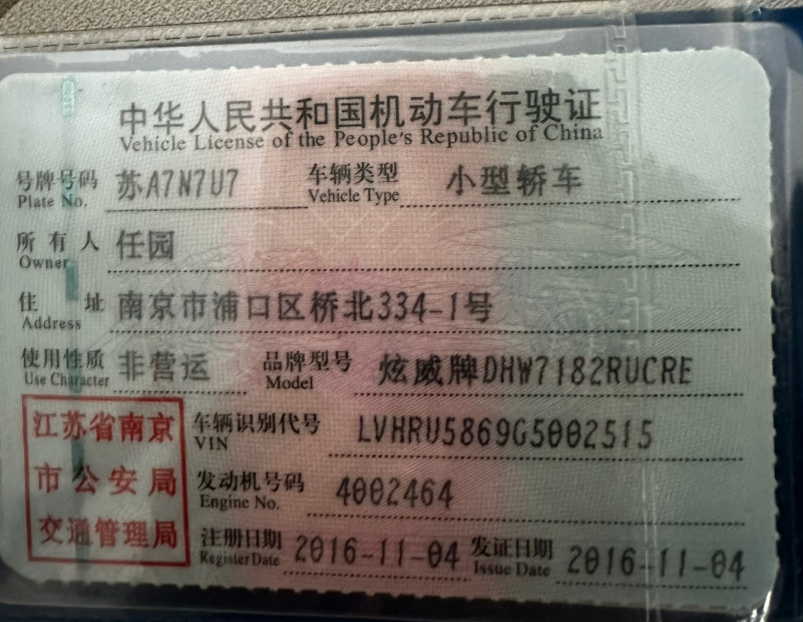 中华人民共和国机动车行驶证
Vehicle License of the People's Republic of China
号牌号码 苏A7N7U7 车辆类型 小型轿车
Plate No. Vehicle Type
所有人 任园
Owner
住址 南京市浦口区桥北334-1号
Address
使用性质 非营运 品牌型号 炫威牌DHW7182RUCRE
Use Character Model
江苏省南京 车辆识别代号 LVHRU5869G5002515
VIN
市公安局 发动机号码 4002464
Engine No.
交通管理局 注册日期 2016-11-04 发证日期 2016-11-04
Register Date Issue Date